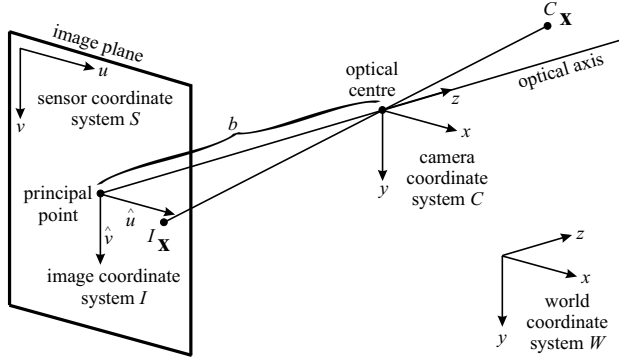 C
X
image plane
u
optical
centre
optical axis
sensor coordinate
system S
z
v
b
x
camera
coordinate
system C
y
principal
point
û
I
X
v̂
z
image coordinate
system I
x
world
coordinate
system W
y